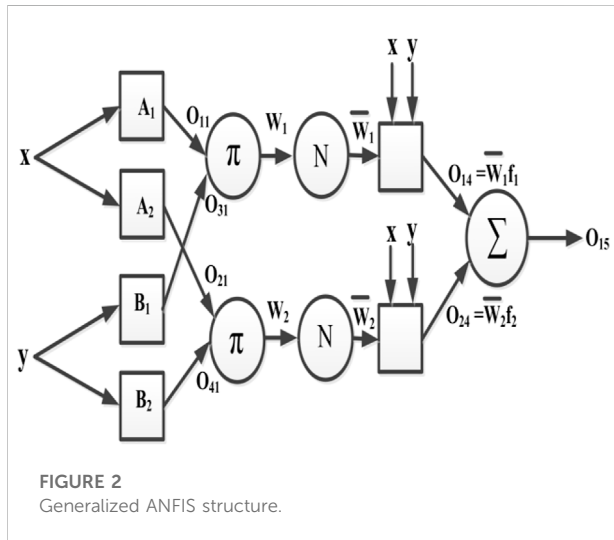 x y
A₁
O₁₁
W₁
W̅₁
π
N
x
O₁₄ =W̅₁f₁
A₂
O₃₁
Σ
O₁₅
x y
O₂₁
B₁
W₂
W̅₂
O₂₄ =W̅₂f₂
y
π
N
B₂
O₄₁
FIGURE 2
Generalized ANFIS structure.